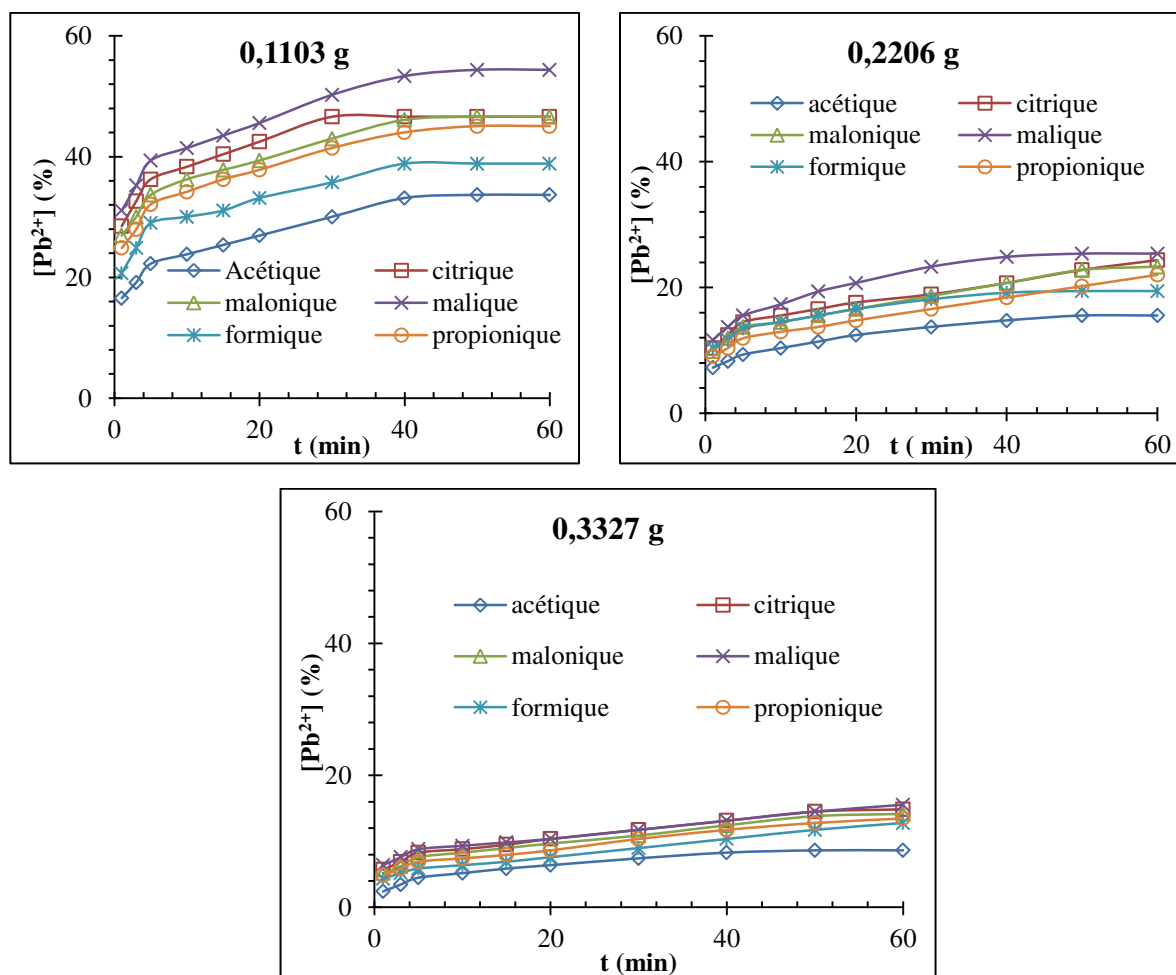 0,1103 g
[Pb²⁺] (%)
60
40
20
0
Acétique citrique
malonique malique
formique propionique
0 20 40 60
t (min)
0,2206 g
[Pb²⁺] (%)
60
40
20
0
acétique citrique
malonique malique
formique propionique
0 20 40 60
t ( min)
0,3327 g
[Pb²⁺] (%)
60
40
20
0
acétique citrique
malonique malique
formique propionique
0 20 40 60
t (min)